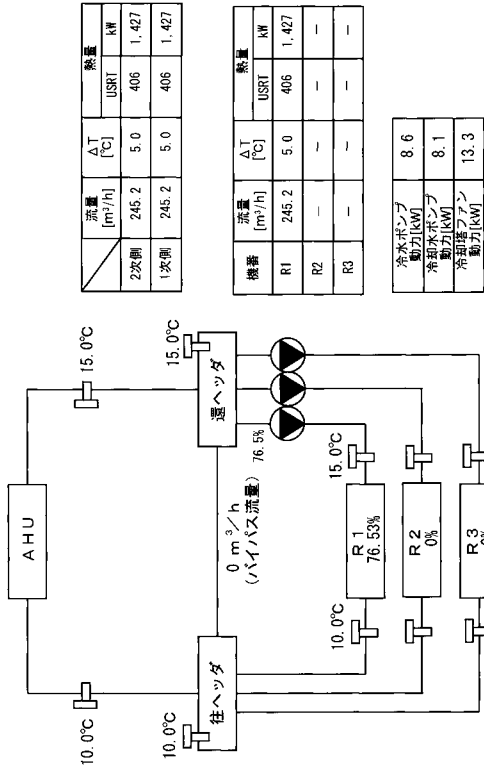 AHU
10.0℃
15.0℃
10.0℃
15.0℃
往ヘッダ
還ヘッダ
0 m³/h
(バイパス流量)
76.5%
10.0℃
15.0℃
R1
76.53%
R2
0%
R3
流量
[m³/h]
ΔT
[℃]
熱量
USRT
kW
2次側
245.2
5.0
406
1,427
1次側
245.2
5.0
406
1,427
機番
流量
[m³/h]
ΔT
[℃]
熱量
USRT
kW
R1
245.2
5.0
406
1,427
R2
–
–
–
–
R3
–
–
–
–
冷水ポンプ
動力[kW]
8.6
冷却水ポンプ
動力[kW]
8.1
冷却塔ファン
動力[kW]
13.3